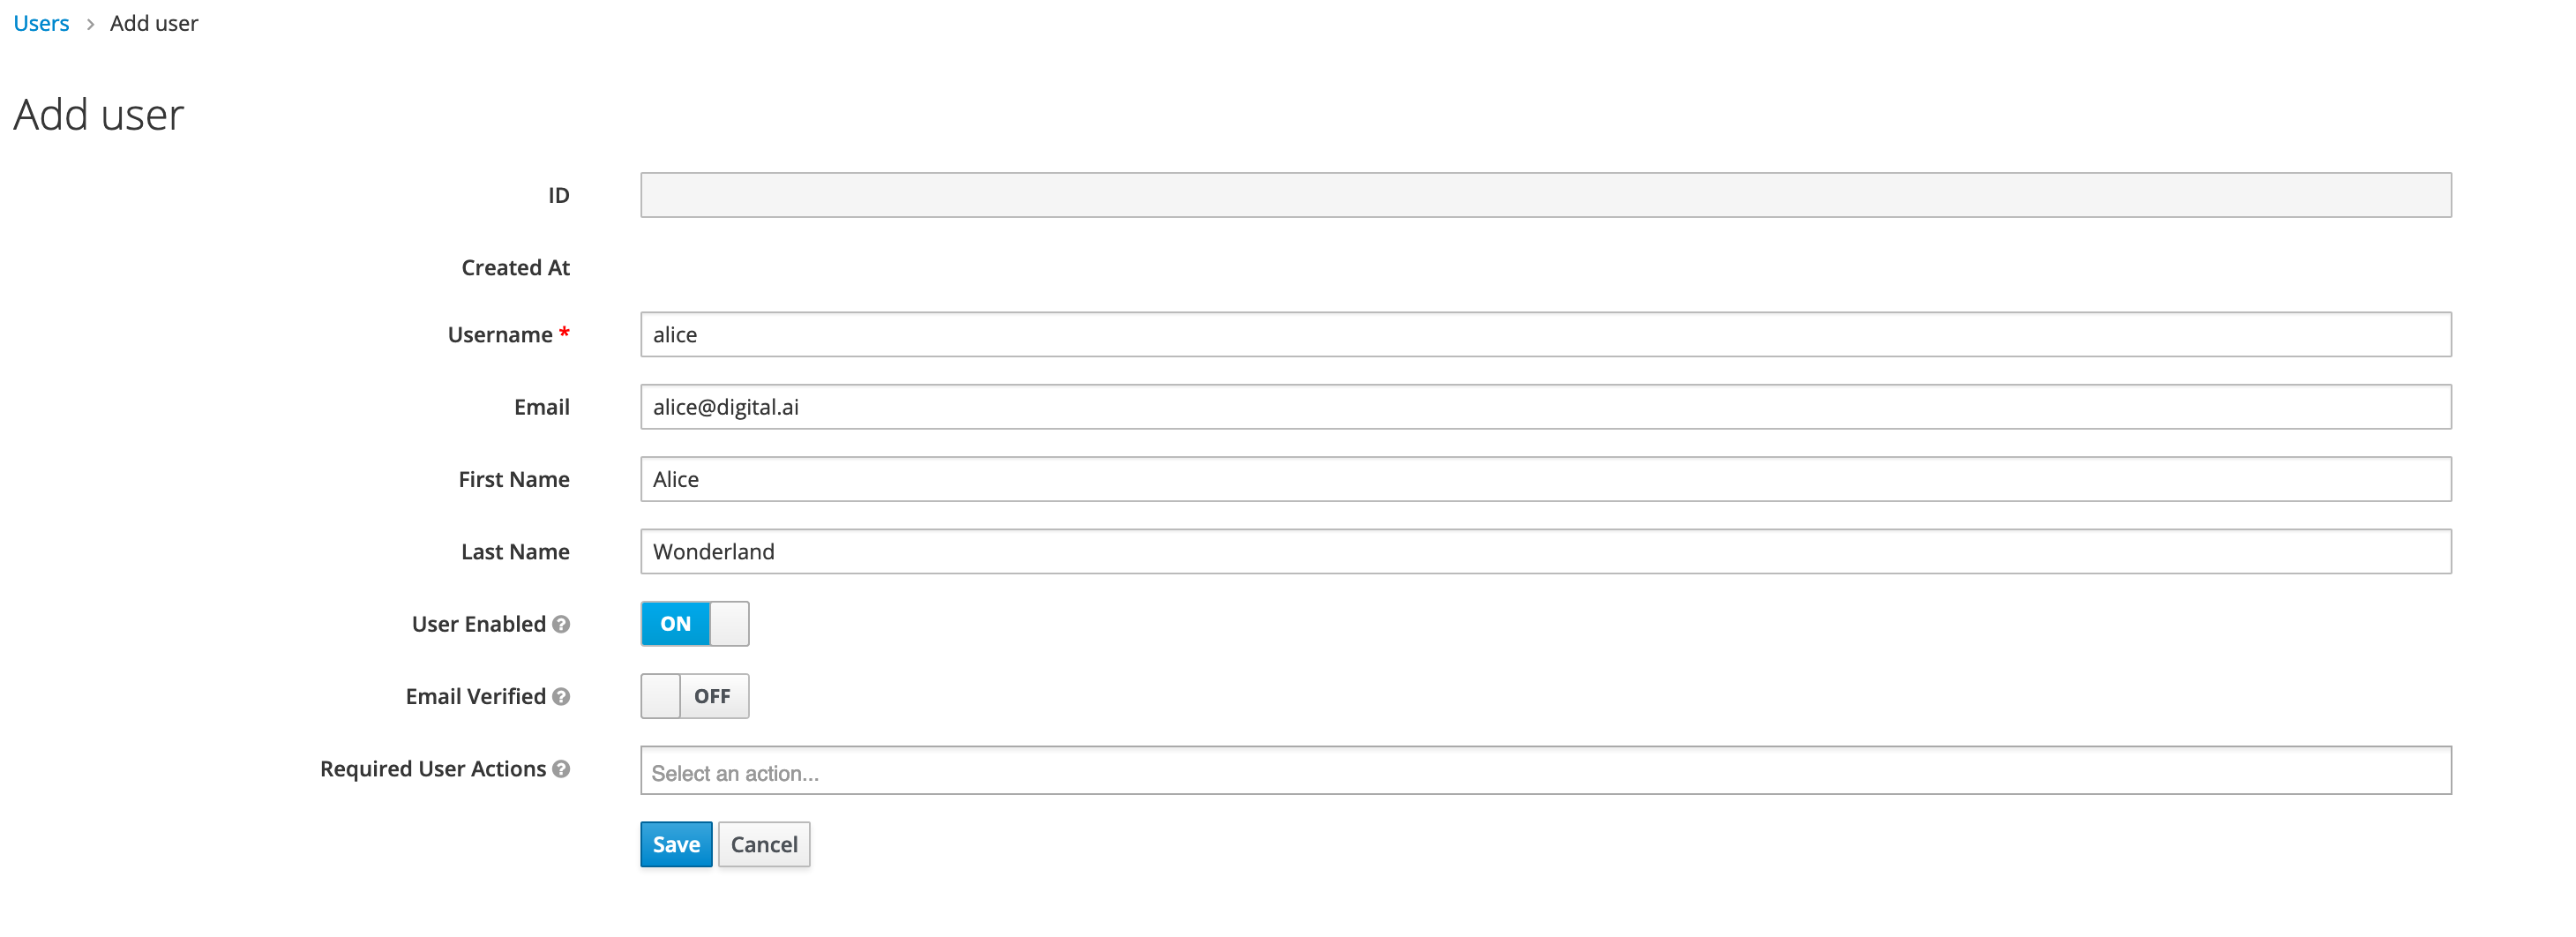 Users > Add user
Add user
ID
Created At
Username * alice
Email alice@digital.ai
First Name Alice
Last Name Wonderland
User Enabled ? ON
Email Verified ? OFF
Required User Actions ? Select an action...
Save Cancel